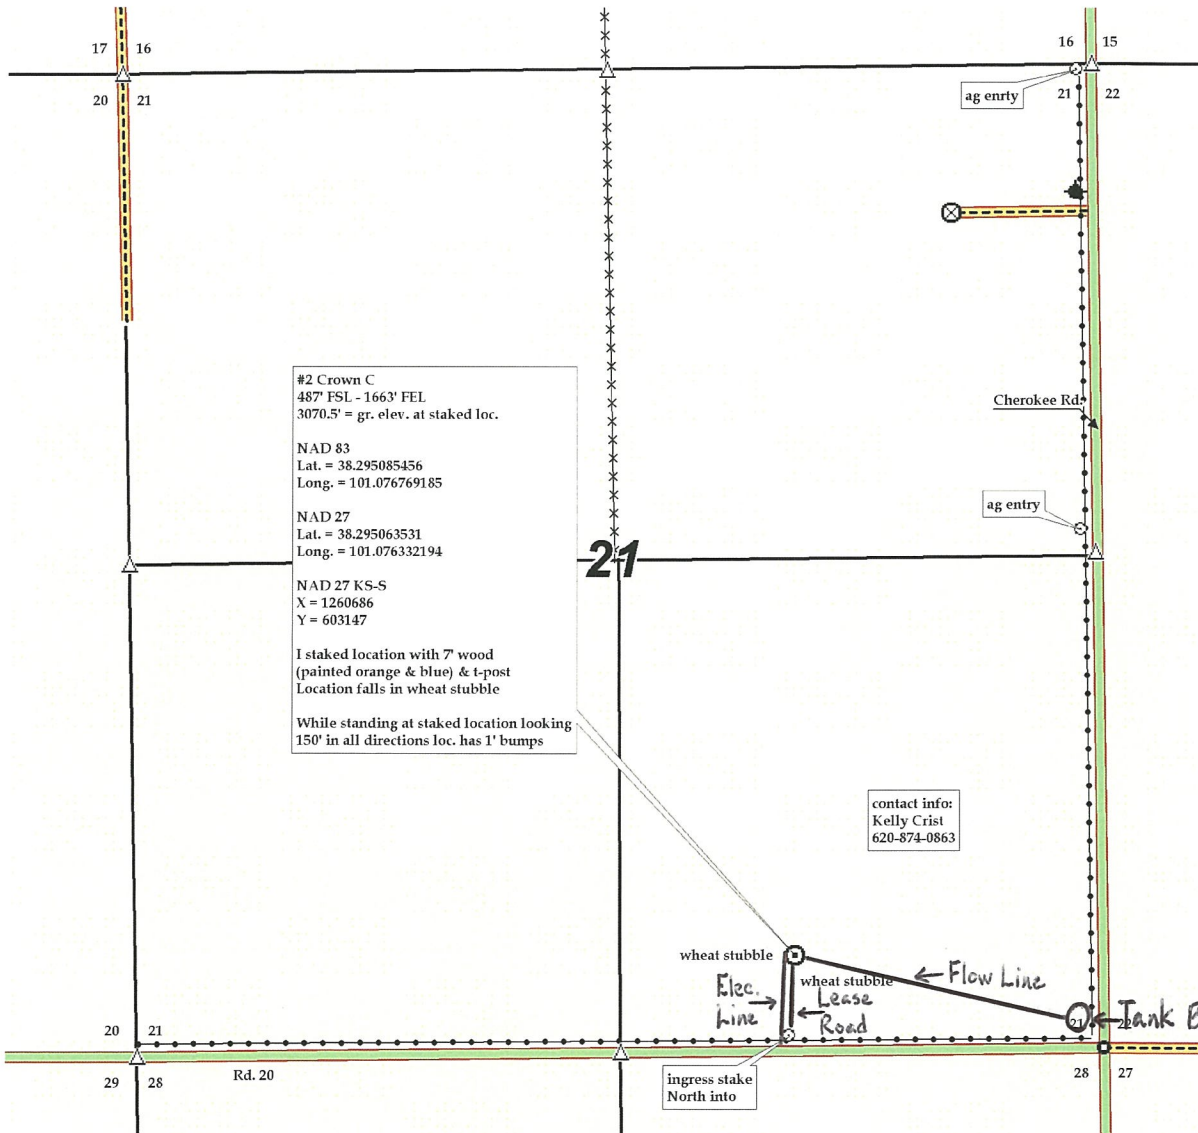 17 16
16 15
20 21
21 22
ag enrty
#2 Crown C
487' FSL - 1663' FEL
3070.5' = gr. elev. at staked loc.
NAD 83
Lat. = 38.295085456
Long. = 101.076769185
NAD 27
Lat. = 38.295063531
Long. = 101.076332194
NAD 27 KS-S
X = 1260686
Y = 603147
I staked location with 7' wood
(painted orange & blue) & t-post
Location falls in wheat stubble
While standing at staked location looking
150' in all directions loc. has 1' bumps
Cherokee Rd.
ag entry
21
contact info:
Kelly Crist
620-874-0863
wheat stubble
wheat stubble
Elec.
Line
Lease
Road
← Flow Line
21 22
← Tank B
20 21
29 28
Rd. 20
ingress stake
North into
28 27